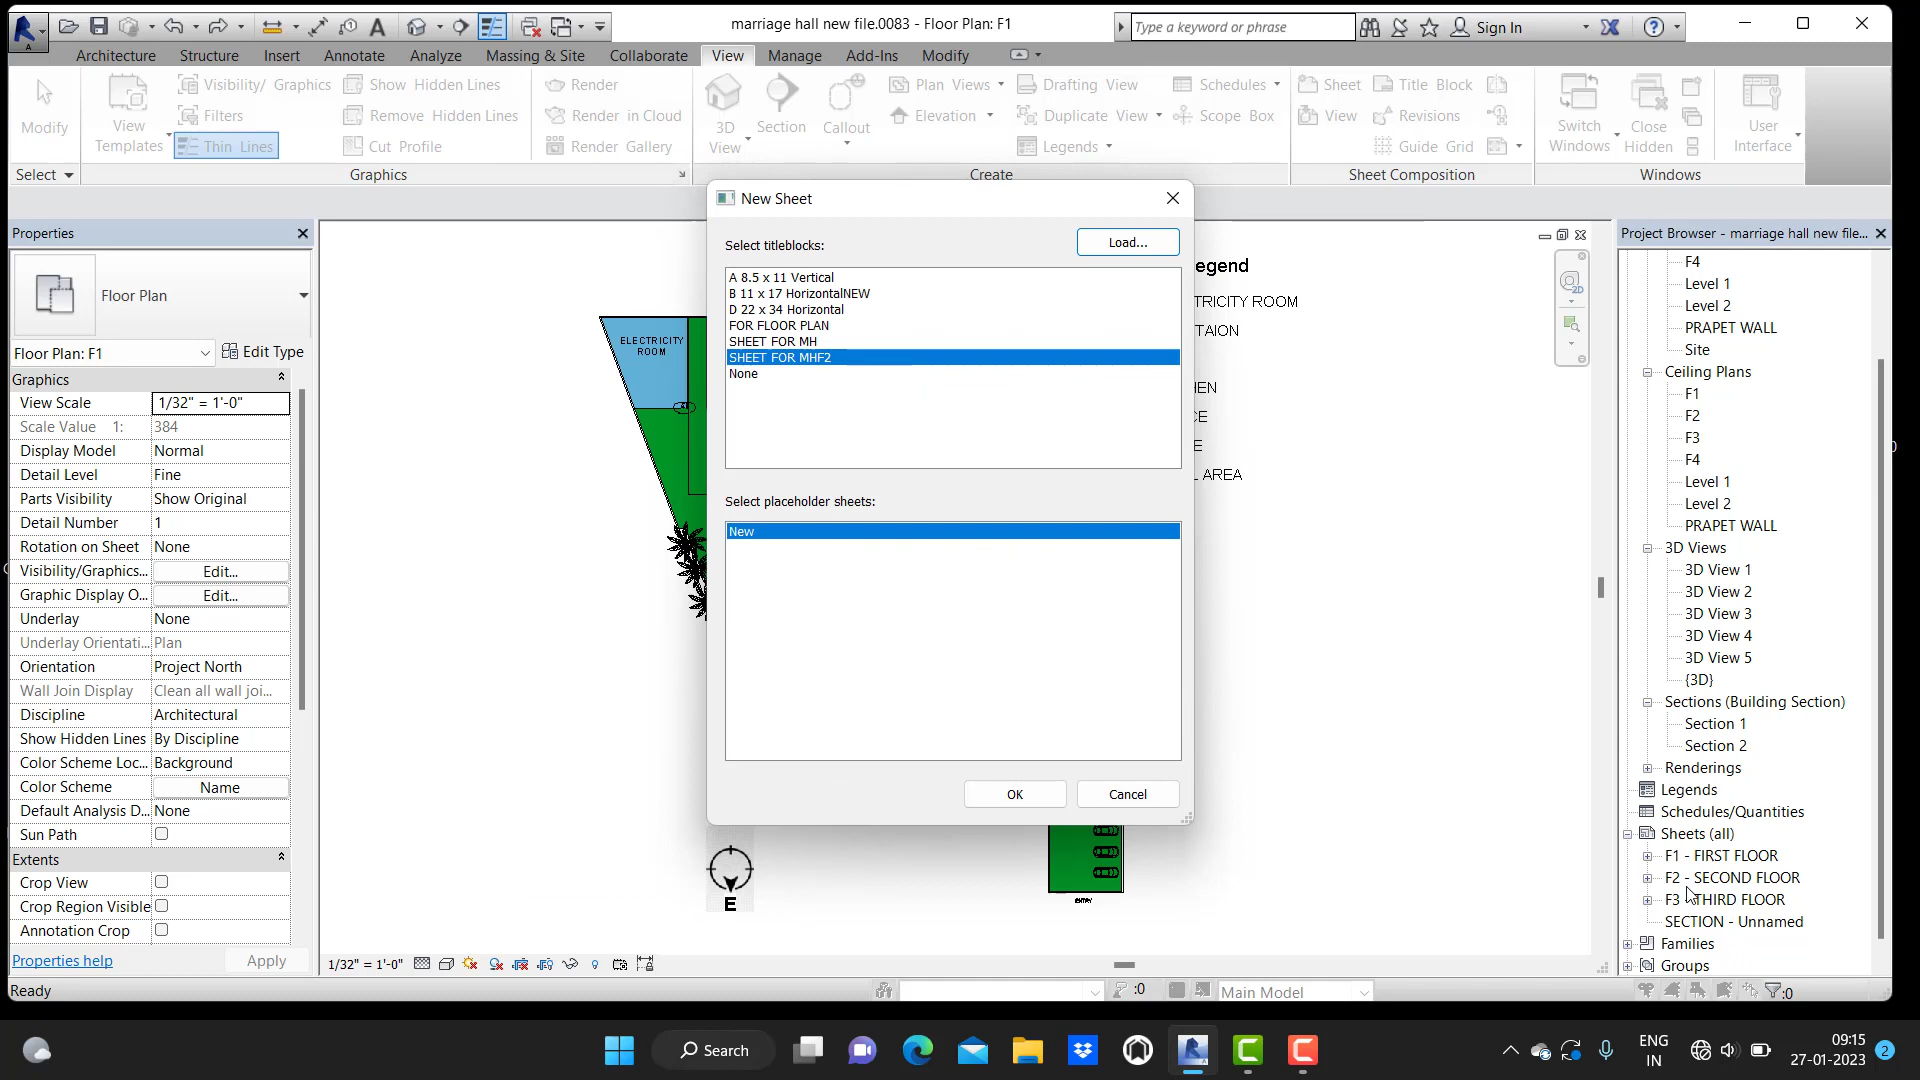 marriage hall new file.0083 - Floor Plan: F1
Type a keyword or phrase
Sign In
Architecture Structure Insert Annotate Analyze Massing & Site Collaborate View Manage Add-Ins Modify
Modify
View Templates
Visibility/ Graphics
Filters
Thin Lines
Show Hidden Lines
Remove Hidden Lines
Cut Profile
Render
Render in Cloud
Render Gallery
3D View
Section
Callout
Plan Views
Elevation
Drafting View
Duplicate View
Legends
Schedules
Scope Box
Sheet
View
Title Block
Revisions
Guide Grid
Switch Windows
Close Hidden
User Interface
Select Graphics Create Sheet Composition Windows
Properties
Floor Plan
Floor Plan: F1 Edit Type
Graphics
View Scale 1/32" = 1'-0"
Scale Value 1: 384
Display Model Normal
Detail Level Fine
Parts Visibility Show Original
Detail Number 1
Rotation on Sheet None
Visibility/Graphics... Edit...
Graphic Display O... Edit...
Underlay None
Underlay Orientati... Plan
Orientation Project North
Wall Join Display Clean all wall joi...
Discipline Architectural
Show Hidden Lines By Discipline
Color Scheme Loc... Background
Color Scheme Name
Default Analysis D... None
Sun Path
Extents
Crop View
Crop Region Visible
Annotation Crop
Properties help Apply
ELECTRICITY
ROOM
E
ENTRY
egend
TRICITY ROOM
TAION
HEN
CE
E
L AREA
New Sheet
Select titleblocks:
Load...
A 8.5 x 11 Vertical
B 11 x 17 HorizontalNEW
D 22 x 34 Horizontal
FOR FLOOR PLAN
SHEET FOR MH
SHEET FOR MHF2
None
Select placeholder sheets:
New
OK Cancel
2D
Project Browser - marriage hall new file...
F4
Level 1
Level 2
PRAPET WALL
Site
Ceiling Plans
F1
F2
F3
F4
Level 1
Level 2
PRAPET WALL
3D Views
3D View 1
3D View 2
3D View 3
3D View 4
3D View 5
{3D}
Sections (Building Section)
Section 1
Section 2
Renderings
Legends
Schedules/Quantities
Sheets (all)
F1 - FIRST FLOOR
F2 - SECOND FLOOR
F3 - THIRD FLOOR
SECTION - Unnamed
Families
Groups
1/32" = 1'-0"
Ready
:0
Main Model
:0
Search
ENG
IN
09:15
27-01-2023
2